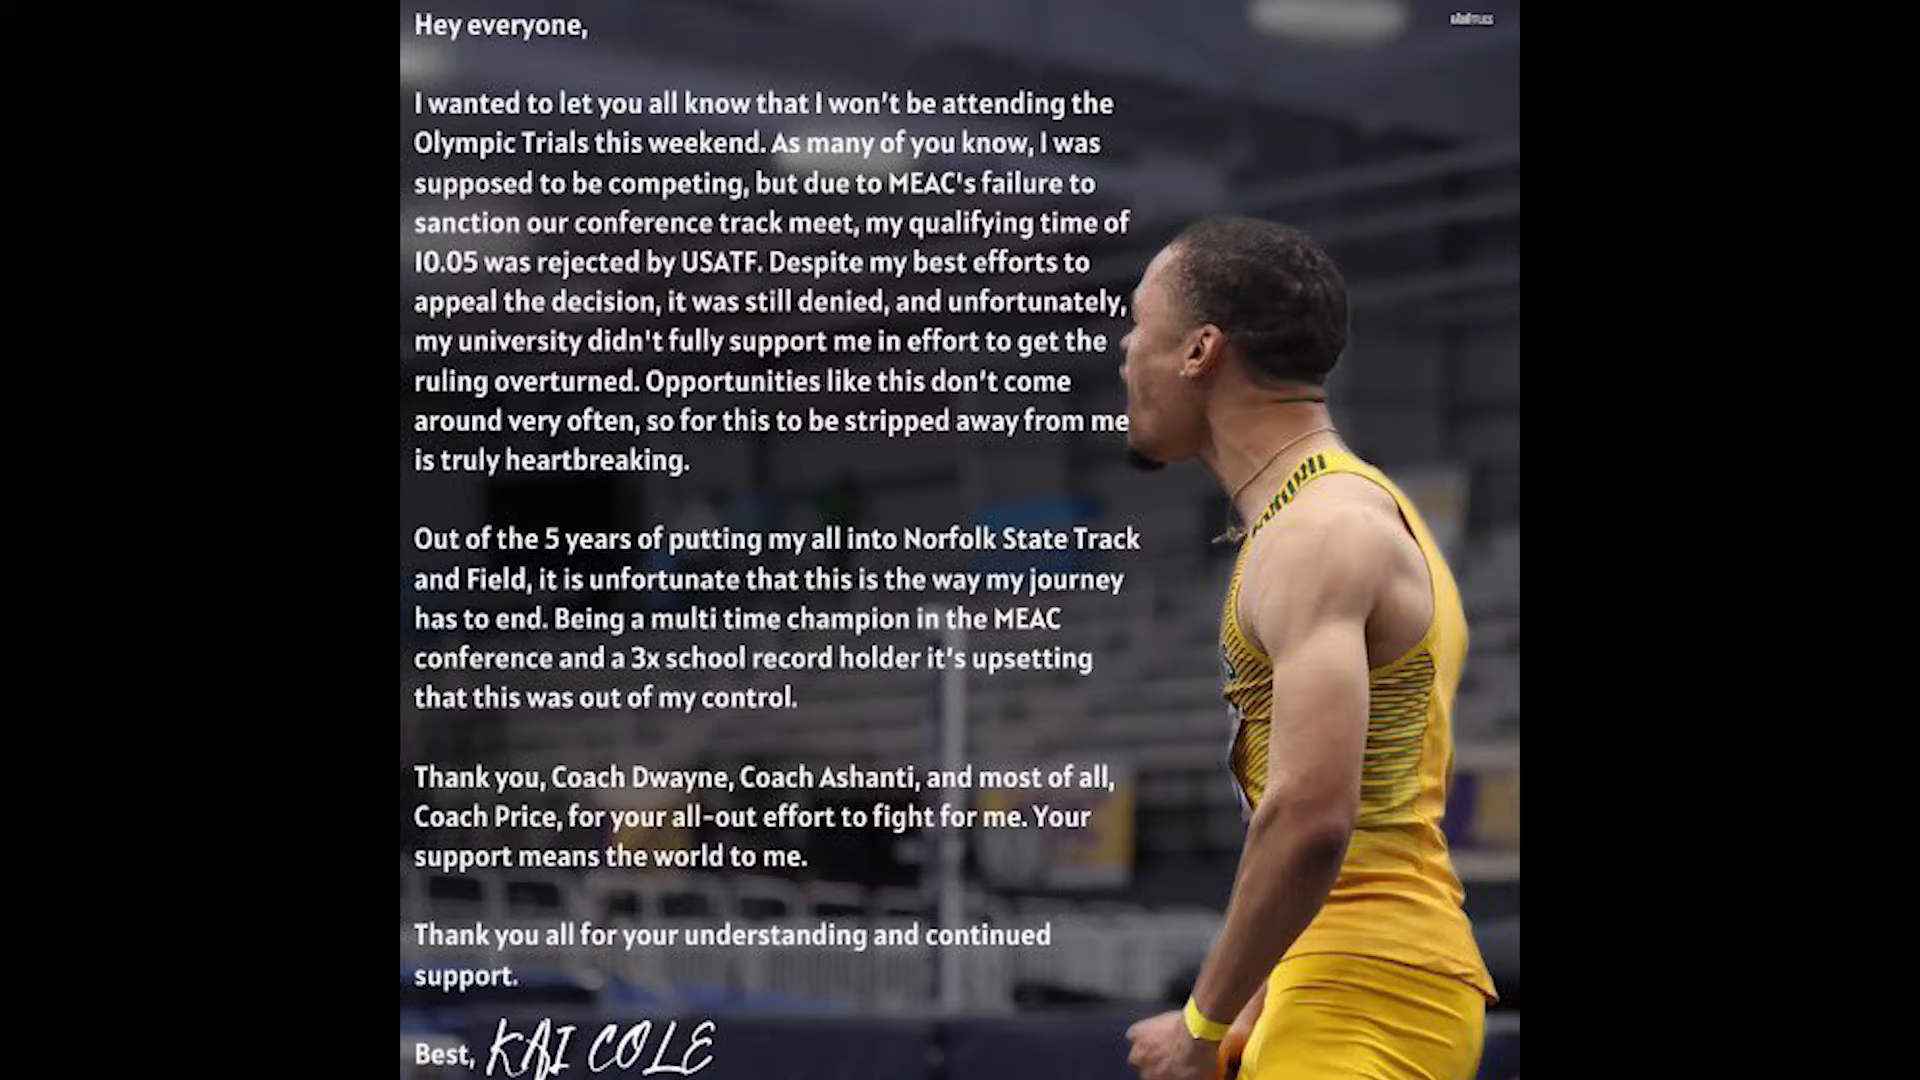 Hey everyone,
I wanted to let you all know that I won't be attending the
Olympic Trials this weekend. As many of you know, I was
supposed to be competing, but due to MEAC's failure to
sanction our conference track meet, my qualifying time of
10.05 was rejected by USATF. Despite my best efforts to
appeal the decision, it was still denied, and unfortunately,
my university didn't fully support me in effort to get the
ruling overturned. Opportunities like this don't come
around very often, so for this to be stripped away from me
is truly heartbreaking.
Out of the 5 years of putting my all into Norfolk State Track
and Field, it is unfortunate that this is the way my journey
has to end. Being a multi time champion in the MEAC
conference and a 3x school record holder it's upsetting
that this was out of my control.
Thank you, Coach Dwayne, Coach Ashanti, and most of all,
Coach Price, for your all-out effort to fight for me. Your
support means the world to me.
Thank you all for your understanding and continued
support.
Best, KAI COLE